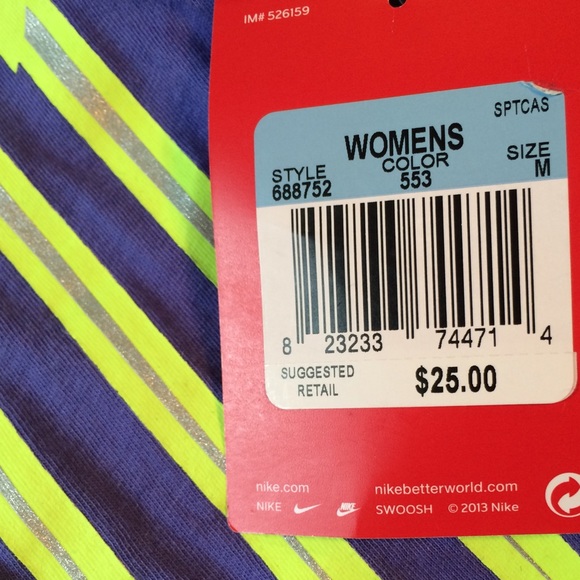 IM# 526159
SPTCAS
WOMENS
STYLE COLOR SIZE
688752 553 M
8 23233 74471 4
SUGGESTED RETAIL $25.00
nike.com nikebetterworld.com
NIKE SWOOSH © 2013 Nike